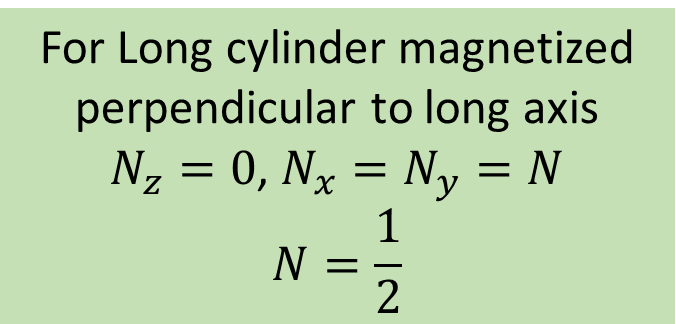 For Long cylinder magnetized
perpendicular to long axis
N_z = 0, N_x = N_y = N
N = 1/2